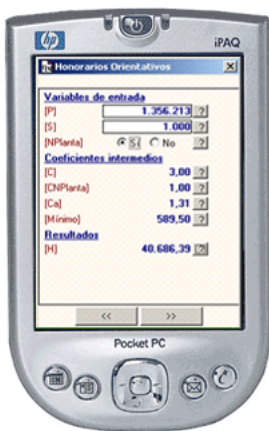 hp
iPAQ
Honorarios Orientativos
Variables de entrada
[P] 1.356.213 ?
[S] 1.000 ?
[NPlanta] Sí No ?
Coeficientes intermedios
[C] 3,00 ?
[CNPlanta] 1,00 ?
[Ca] 1,31 ?
[Mínimo] 589,50 ?
Resultados
[H] 40.686,39 ?
<< >>
Pocket PC